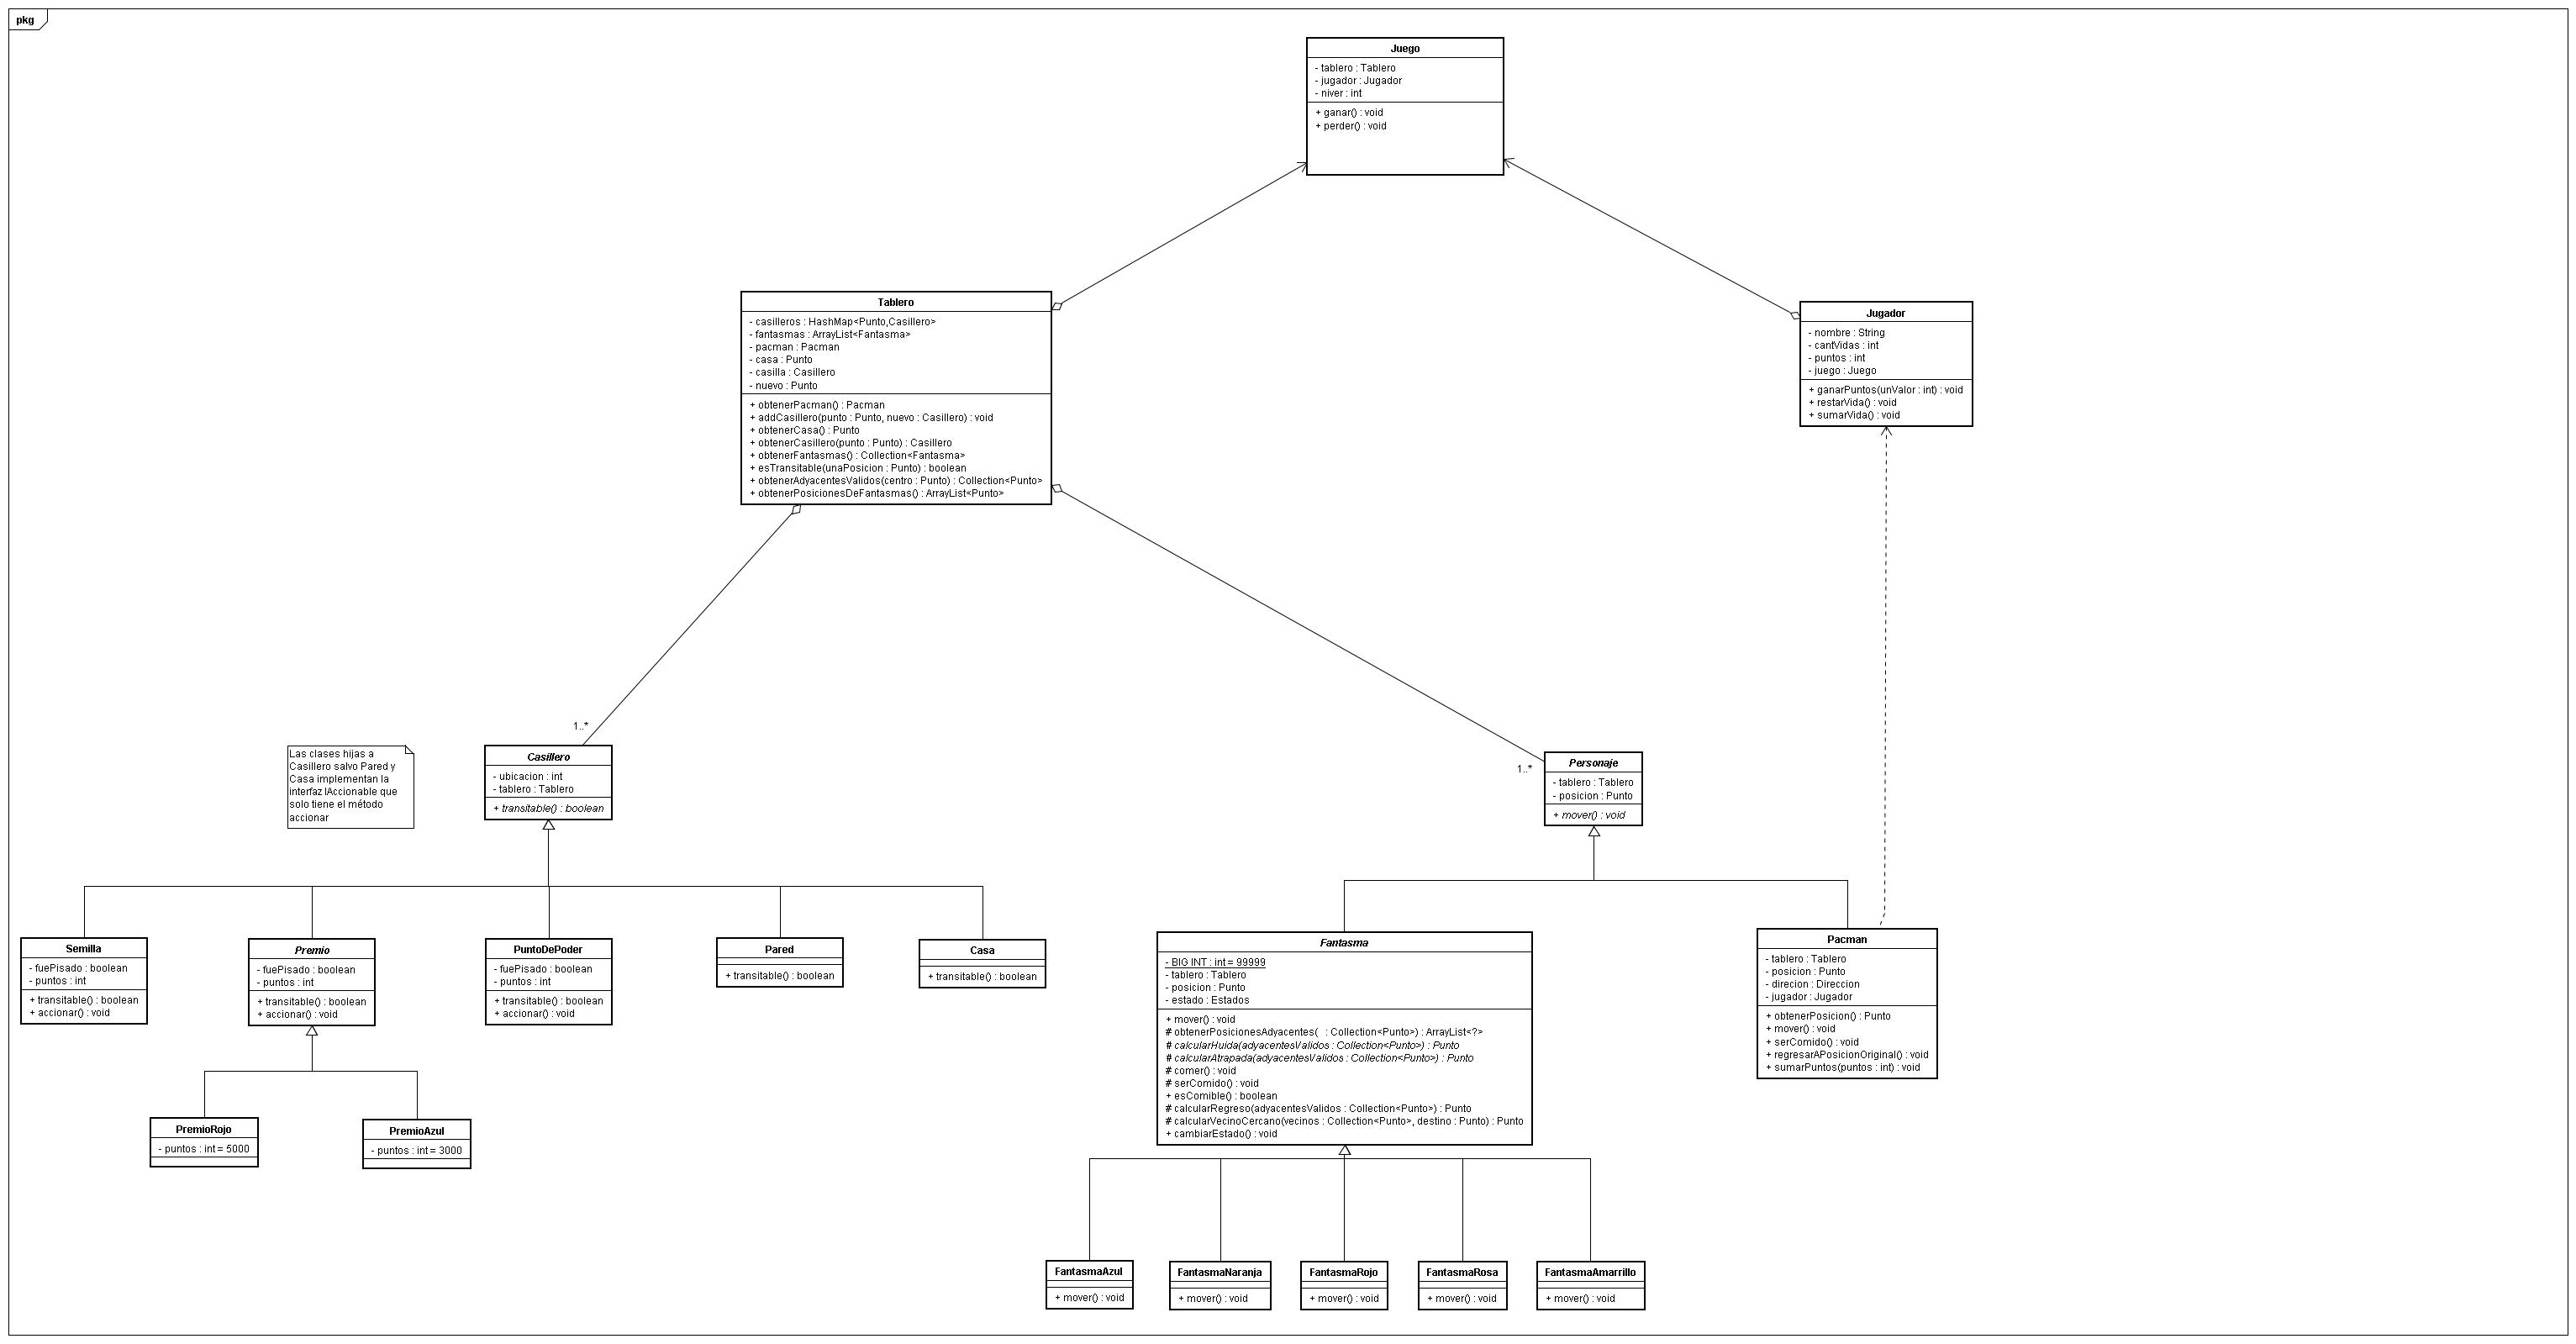 pkg
Juego
- tablero : Tablero
- jugador : Jugador
- niver : int
+ ganar() : void
+ perder() : void
Tablero
- casilleros : HashMap<Punto,Casillero>
- fantasmas : ArrayList<Fantasma>
- pacman : Pacman
- casa : Punto
- casilla : Casillero
- nuevo : Punto
+ obtenerPacman() : Pacman
+ addCasillero(punto : Punto, nuevo : Casillero) : void
+ obtenerCasa() : Punto
+ obtenerCasillero(punto : Punto) : Casillero
+ obtenerFantasmas() : Collection<Fantasma>
+ esTransitable(unaPosicion : Punto) : boolean
+ obtenerAdyacentesValidos(centro : Punto) : Collection<Punto>
+ obtenerPosicionesDeFantasmas() : ArrayList<Punto>
Jugador
- nombre : String
- cantVidas : int
- puntos : int
- juego : Juego
+ ganarPuntos(unValor : int) : void
+ restarVida() : void
+ sumarVida() : void
1..*
1..*
Las clases hijas a
Casillero salvo Pared y
Casa implementan la
interfaz IAccionable que
solo tiene el método
accionar
Casillero
- ubicacion : int
- tablero : Tablero
+ transitable() : boolean
Personaje
- tablero : Tablero
- posicion : Punto
+ mover() : void
Semilla
- fuePisado : boolean
- puntos : int
+ transitable() : boolean
+ accionar() : void
Premio
- fuePisado : boolean
- puntos : int
+ transitable() : boolean
+ accionar() : void
PuntoDePoder
- fuePisado : boolean
- puntos : int
+ transitable() : boolean
+ accionar() : void
Pared
+ transitable() : boolean
Casa
+ transitable() : boolean
Fantasma
- BIG INT : int = 99999
- tablero : Tablero
- posicion : Punto
- estado : Estados
+ mover() : void
# obtenerPosicionesAdyacentes( : Collection<Punto>) : ArrayList<?>
# calcularHuida(adyacentesValidos : Collection<Punto>) : Punto
# calcularAtrapada(adyacentesValidos : Collection<Punto>) : Punto
# comer() : void
# serComido() : void
+ esComible() : boolean
# calcularRegreso(adyacentesValidos : Collection<Punto>) : Punto
# calcularVecinoCercano(vecinos : Collection<Punto>, destino : Punto) : Punto
+ cambiarEstado() : void
Pacman
- tablero : Tablero
- posicion : Punto
- direcion : Direccion
- jugador : Jugador
+ obtenerPosicion() : Punto
+ mover() : void
+ serComido() : void
+ regresarAPosicionOriginal() : void
+ sumarPuntos(puntos : int) : void
PremioRojo
- puntos : int = 5000
PremioAzul
- puntos : int = 3000
FantasmaAzul
+ mover() : void
FantasmaNaranja
+ mover() : void
FantasmaRojo
+ mover() : void
FantasmaRosa
+ mover() : void
FantasmaAmarrillo
+ mover() : void